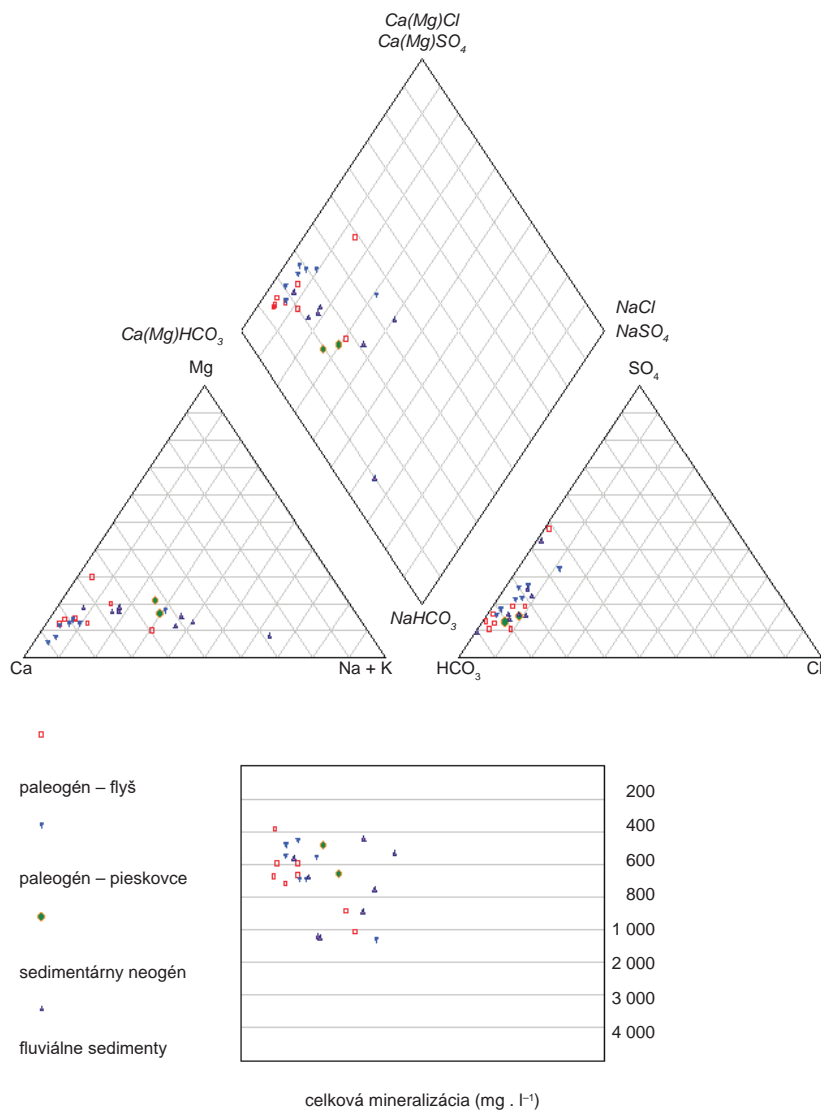 Ca(Mg)Cl
Ca(Mg)SO₄
Ca(Mg)HCO₃
NaCl
NaSO₄
Mg
SO₄
NaHCO₃
Ca
Na + K
HCO₃
Cl
paleogén – flyš
paleogén – pieskovce
sedimentárny neogén
fluviálne sedimenty
200
400
600
800
1 000
2 000
3 000
4 000
celková mineralizácia (mg . l⁻¹)